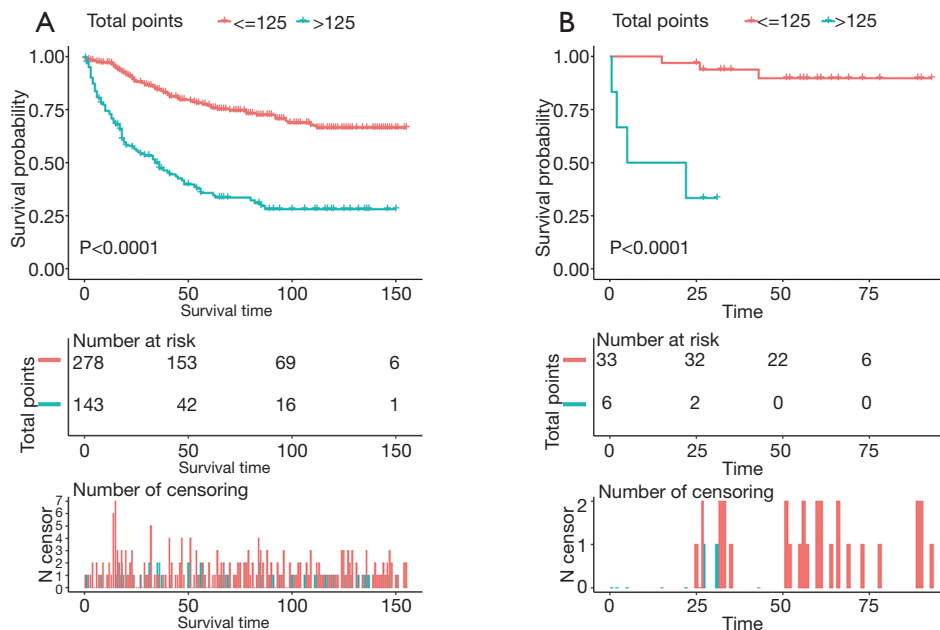 A
Total points <=125 >125
Survival probability
1.00
0.75
0.50
0.25
0.00
P<0.0001
0 50 100 150
Survival time
Number at risk
Total points
278 153 69 6
143 42 16 1
0 50 100 150
Survival time
Number of censoring
N censor
7
6
5
4
3
2
1
0
0 50 100 150
Survival time
B
Total points <=125 >125
Survival probability
1.00
0.75
0.50
0.25
0.00
P<0.0001
0 25 50 75
Time
Number at risk
Total points
33 32 22 6
6 2 0 0
0 25 50 75
Time
Number of censoring
N censor
2
1
0
0 25 50 75
Time